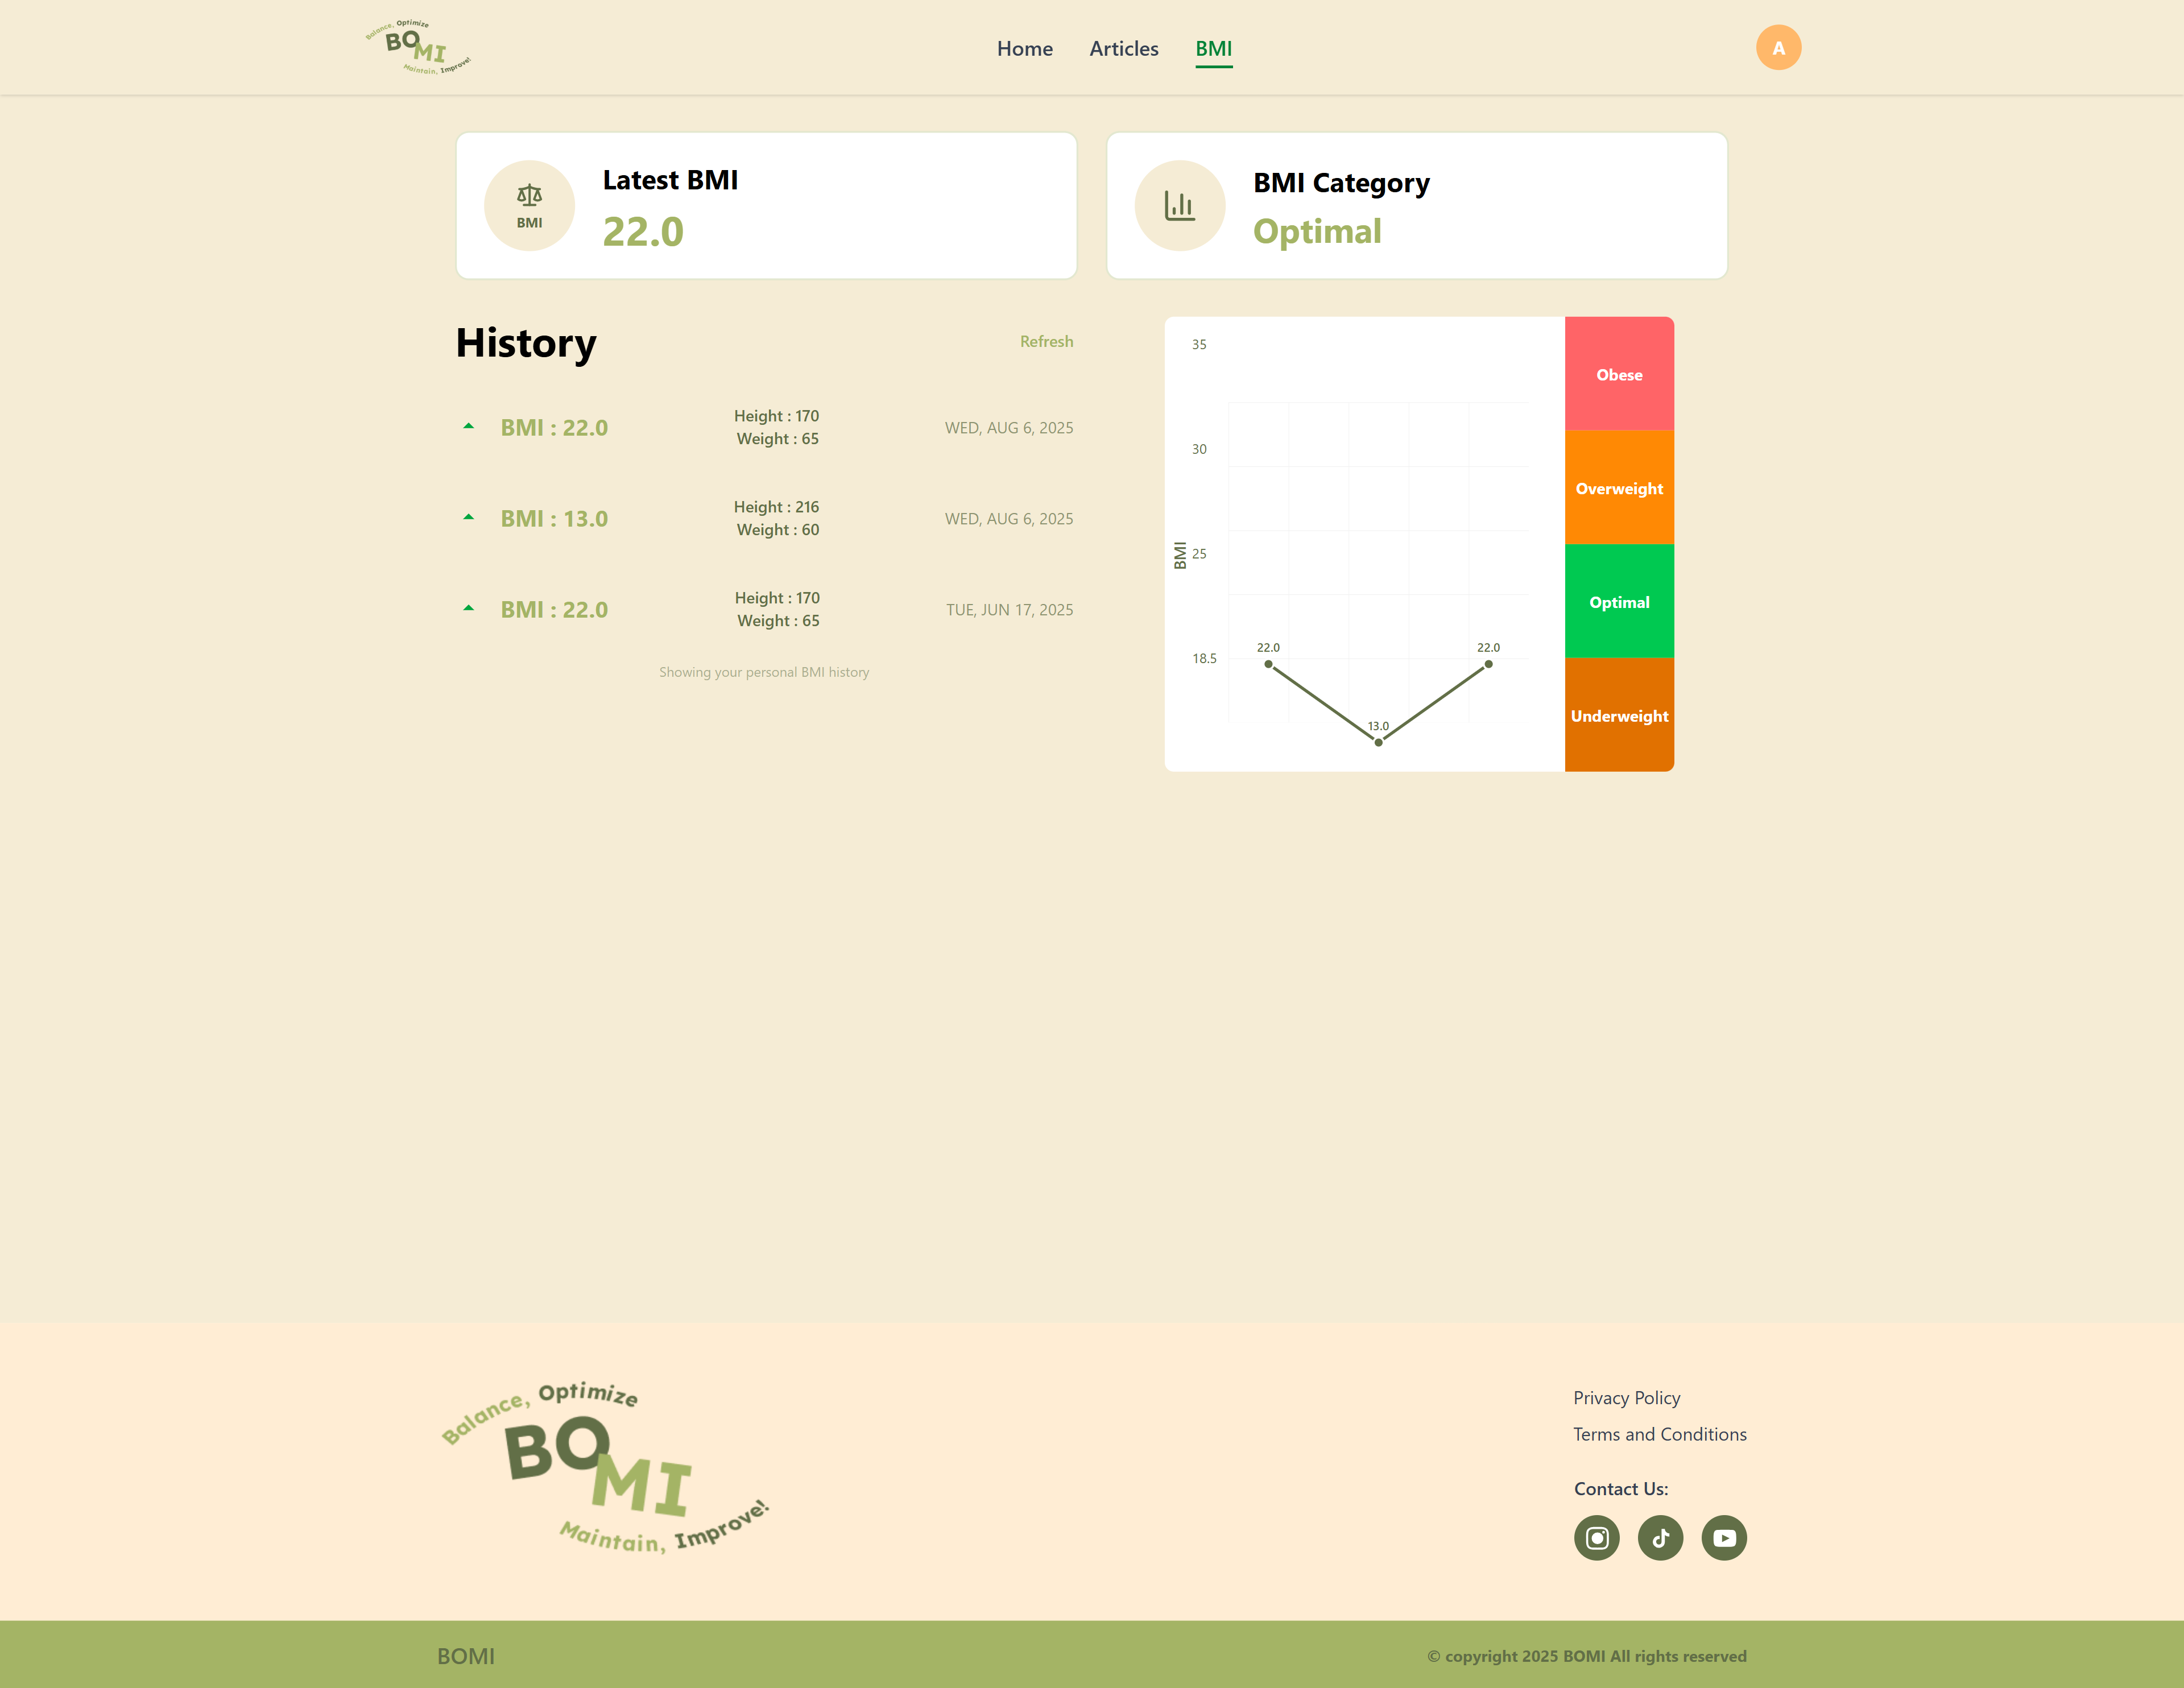 Balance, Optimize
BOMI
Maintain, Improve!
Home
Articles
BMI
A
BMI
Latest BMI
22.0
BMI Category
Optimal
History
Refresh
BMI : 22.0
Height : 170
Weight : 65
WED, AUG 6, 2025
BMI : 13.0
Height : 216
Weight : 60
WED, AUG 6, 2025
BMI : 22.0
Height : 170
Weight : 65
TUE, JUN 17, 2025
Showing your personal BMI history
35
30
25
18.5
BMI
22.0
13.0
22.0
Obese
Overweight
Optimal
Underweight
Balance, Optimize
BOMI
Maintain, Improve!
Privacy Policy
Terms and Conditions
Contact Us:
BOMI
© copyright 2025 BOMI All rights reserved